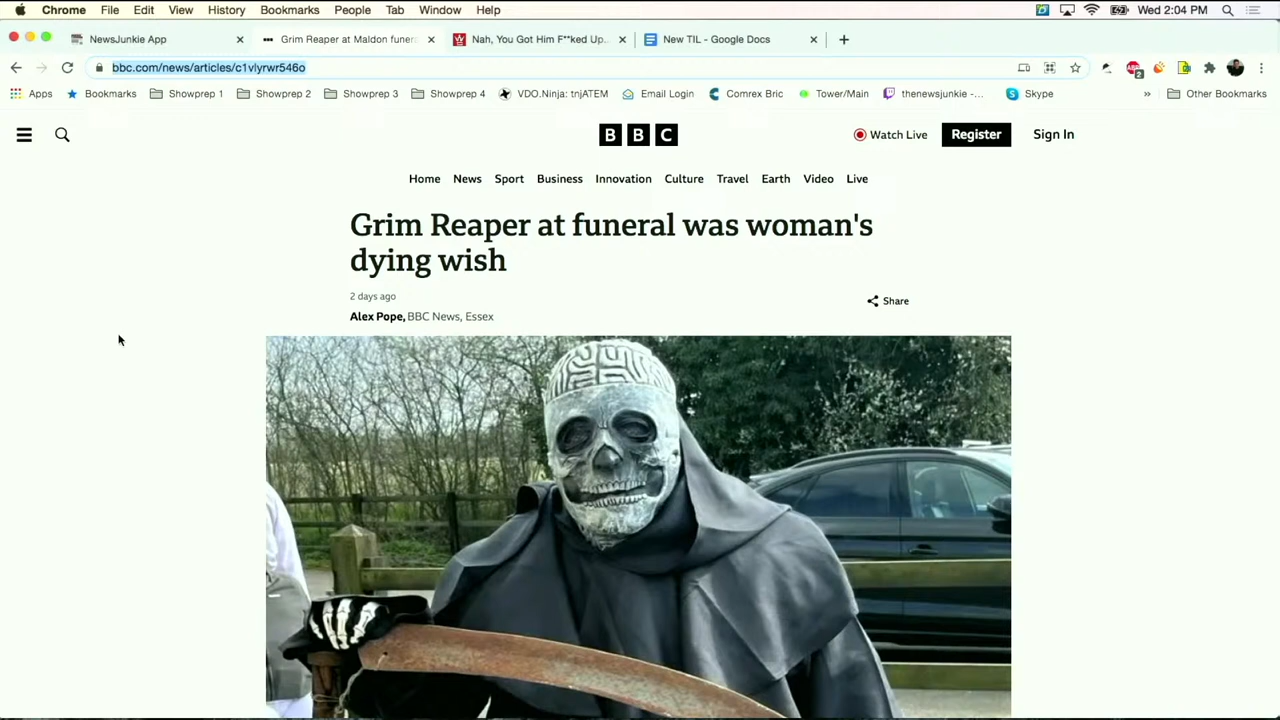 Chrome File Edit View History Bookmarks People Tab Window Help Wed 2:04 PM
NewsJunkie App Grim Reaper at Maldon funer Nah, You Got Him F**ked Up... New TIL - Google Docs
bbc.com/news/articles/c1vlyrwr546o
Apps Bookmarks Showprep 1 Showprep 2 Showprep 3 Showprep 4 VDO.Ninja: tnjATEM Email Login Comrex Bric Tower/Main thenewsjunkie -... Skype » Other Bookmarks
BBC Watch Live Register Sign In
Home News Sport Business Innovation Culture Travel Earth Video Live
Grim Reaper at funeral was woman's
dying wish
2 days ago
Share
Alex Pope, BBC News, Essex